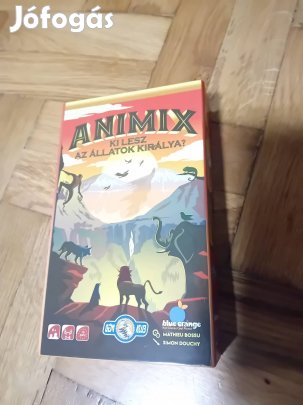 Jófogás
ANIMIX
KI LESZ
AZ ÁLLATOK KIRÁLYA?
blue orange
MATHIEU BOSSU
SIMON DOUCHY